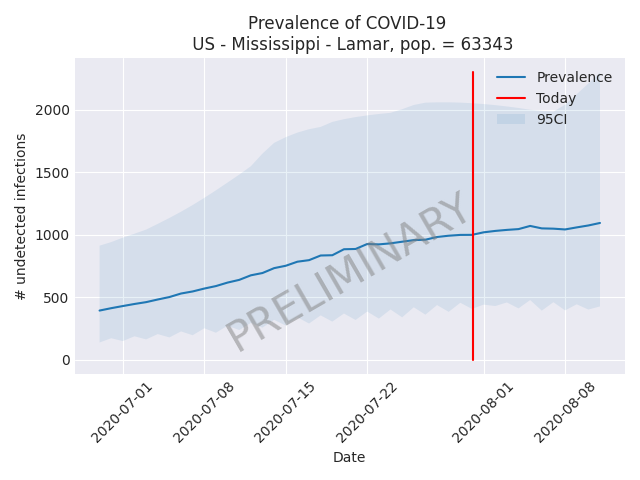 Prevalence of COVID-19
US - Mississippi - Lamar, pop. = 63343
Prevalence
Today
95CI
PRELIMINARY
# undetected infections
2000
1500
1000
500
0
2020-07-01
2020-07-08
2020-07-15
2020-07-22
2020-08-01
2020-08-08
Date